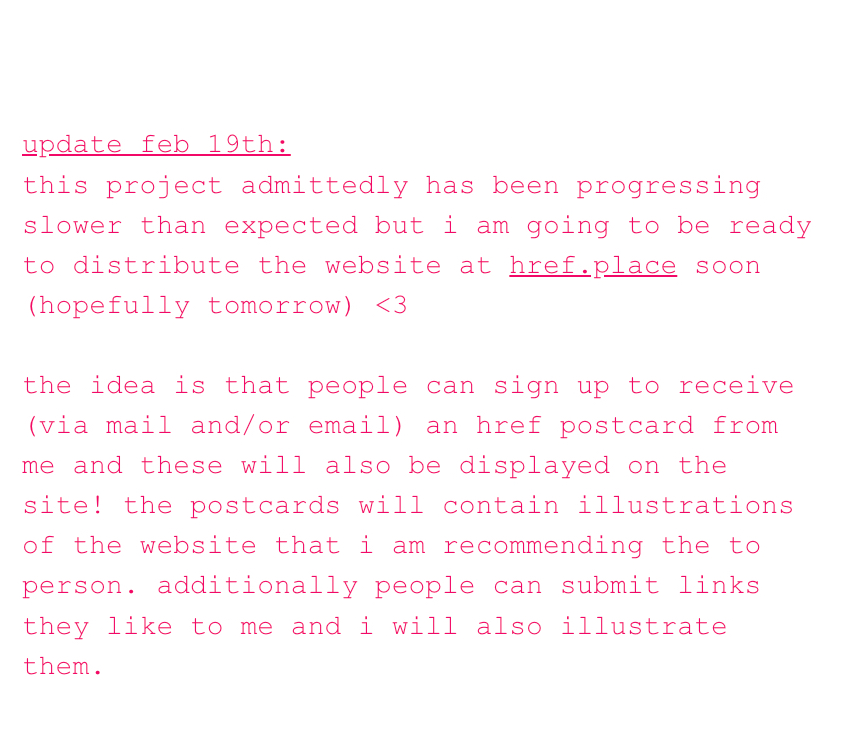 update feb 19th:
this project admittedly has been progressing
slower than expected but i am going to be ready
to distribute the website at href.place soon
(hopefully tomorrow) <3
the idea is that people can sign up to receive
(via mail and/or email) an href postcard from
me and these will also be displayed on the
site! the postcards will contain illustrations
of the website that i am recommending the to
person. additionally people can submit links
they like to me and i will also illustrate
them.